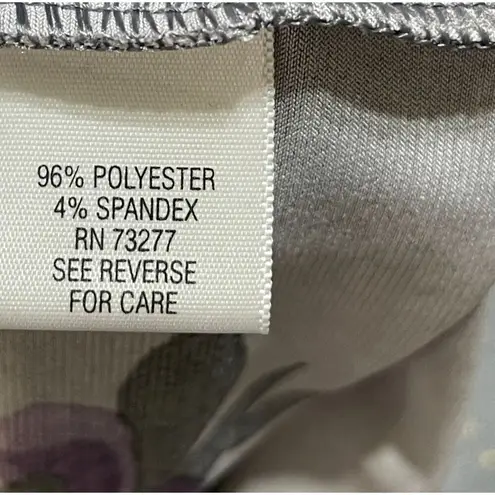 96% POLYESTER
4% SPANDEX
RN 73277
SEE REVERSE
FOR CARE